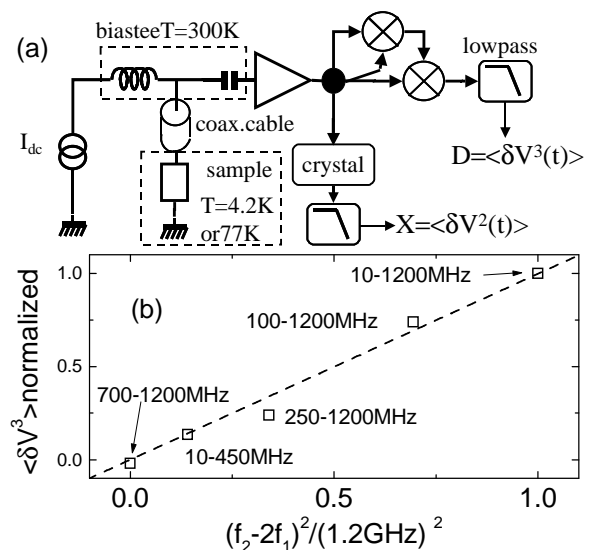 (a)
biasteeT=300K
lowpass
I_dc
coax.cable
D=<δV³(t)>
sample
crystal
T=4.2K
or77K
X=<δV²(t)>
(b)
10-1200MHz
100-1200MHz
700-1200MHz
250-1200MHz
10-450MHz
<δV³>normalized
1.0
0.5
0.0
0.0
0.5
1.0
(f₂-2f₁)²/(1.2GHz)²